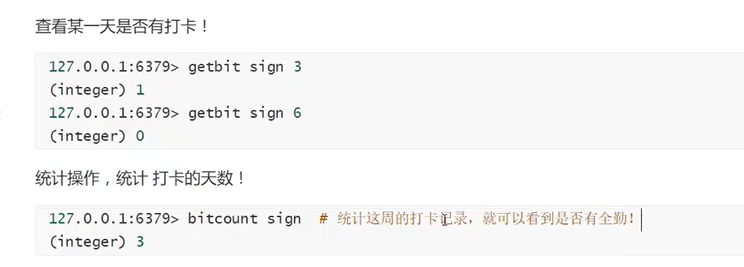 查看某一天是否有打卡！
127.0.0.1:6379> getbit sign 3
(integer) 1
127.0.0.1:6379> getbit sign 6
(integer) 0
统计操作，统计 打卡的天数！
127.0.0.1:6379> bitcount sign  # 统计这周的打卡记录，就可以看到是否有全勤！
(integer) 3